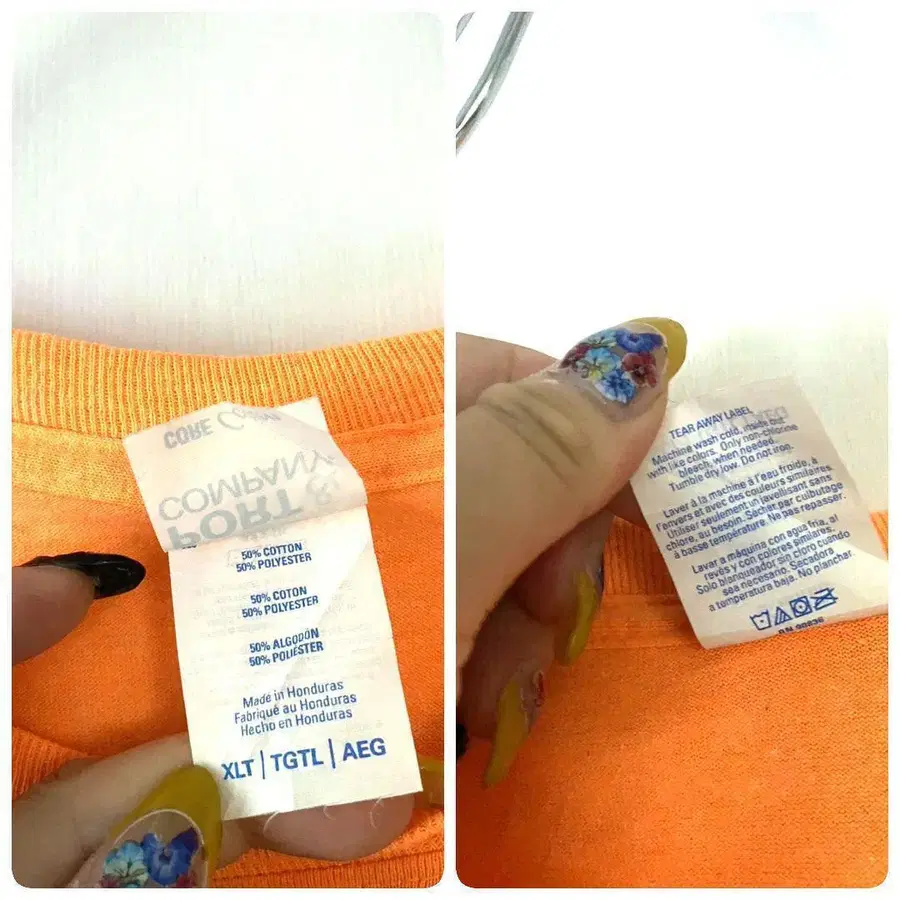 CORE
COMPANY
PORT &
50% COTTON
50% POLYESTER
50% COTON
50% POLYESTER
50% ALGODÓN
50% POLIÉSTER
Made in Honduras
Fabriqué au Honduras
Hecho en Honduras
XLT | TGTL | AEG
TEAR AWAY LABEL
Machine wash cold, inside out
with like colors. Only non-chlorine
bleach, when needed.
Tumble dry low. Do not iron.
Laver à la machine à l'eau froide, à
l'envers et avec des couleurs similaires.
Utiliser seulement un javellisant sans
chlore, au besoin. Sécher par culbutage
à basse température. Ne pas repasser.
Lavar a máquina con agua fría, al
revés y con colores similares.
Solo blanqueador sin cloro cuando
sea necesario. Secadora
a temperatura baja. No planchar.